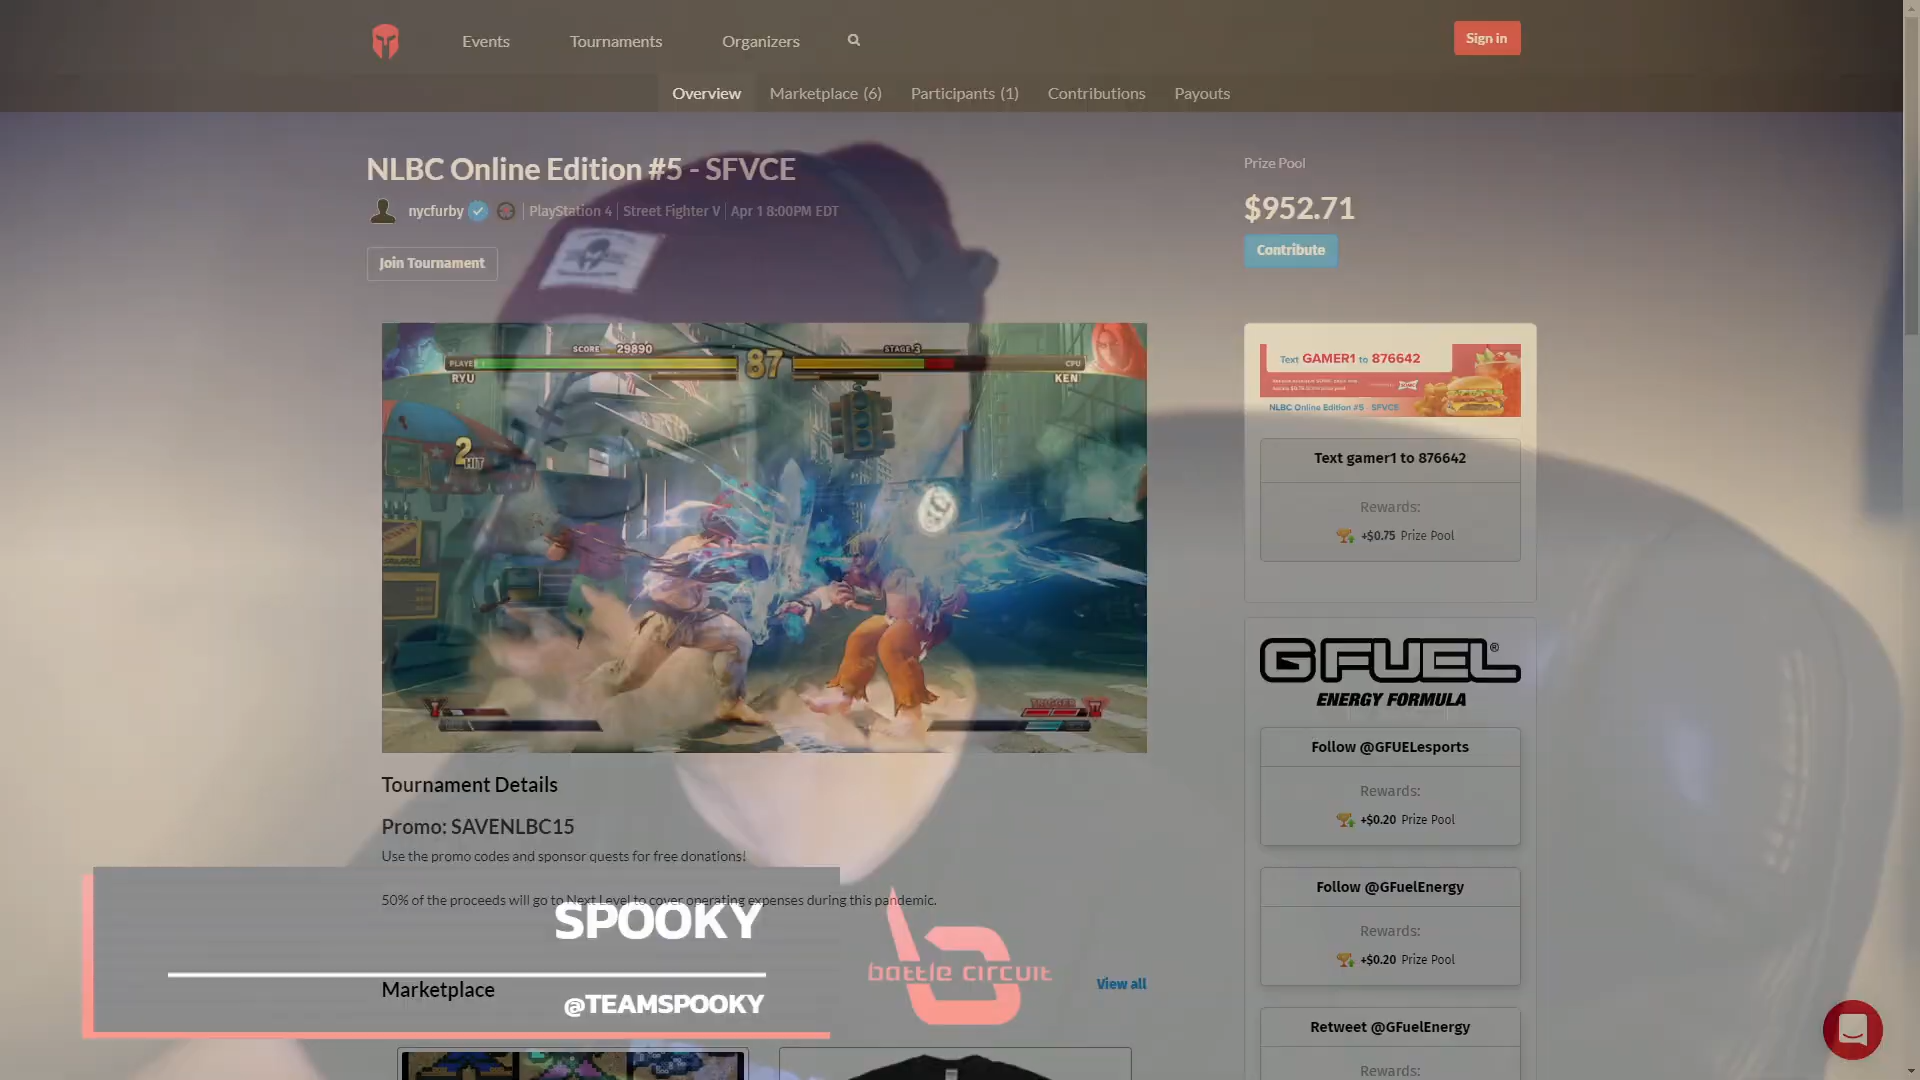 Events
Tournaments
Organizers
Sign in
Overview
Marketplace (6)
Participants (1)
Contributions
Payouts
NLBC Online Edition #5 - SFVCE
nycfurby | PlayStation 4 | Street Fighter V | Apr 1 8:00PM EDT
Join Tournament
Prize Pool
$952.71
Contribute
SCORE 29890
STAGE 3
PLAYER
87
CPU
RYU
KEN
2
HIT
TRIGGER
Text GAMER1 to 876642
NLBC Online Edition #5 SFVCE
Text gamer1 to 876642
Rewards:
+$0.75 Prize Pool
G FUEL®
ENERGY FORMULA
Follow @GFUELesports
Rewards:
+$0.20 Prize Pool
Follow @GFuelEnergy
Rewards:
+$0.20 Prize Pool
Retweet @GFuelEnergy
Rewards:
Tournament Details
Promo: SAVENLBC15
Use the promo codes and sponsor quests for free donations!
50% of the proceeds will go to Next Level to cover operating expenses during this pandemic.
SPOOKY
@TEAMSPOOKY
battle circuit
Marketplace
View all